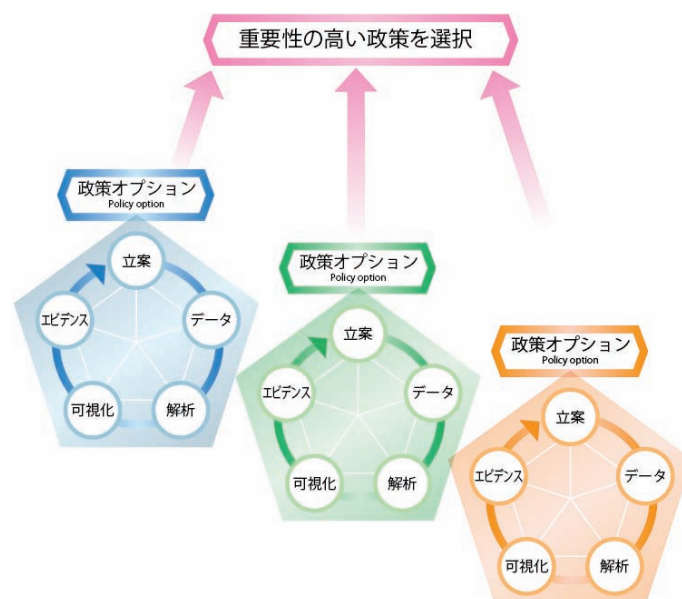 重要性の高い政策を選択
政策オプション
Policy option
立案
エビデンス
データ
可視化
解析
政策オプション
Policy option
立案
エビデンス
データ
可視化
解析
政策オプション
Policy option
立案
エビデンス
データ
可視化
解析